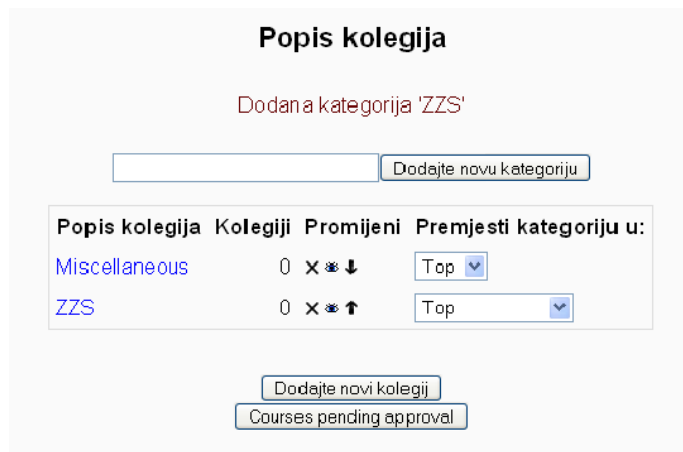 Popis kolegija
Dodana kategorija 'ZZS'
Dodajte novu kategoriju
Popis kolegija Kolegiji Promijeni Premjesti kategoriju u:
Miscellaneous 0 Top
ZZS 0 Top
Dodajte novi kolegij
Courses pending approval